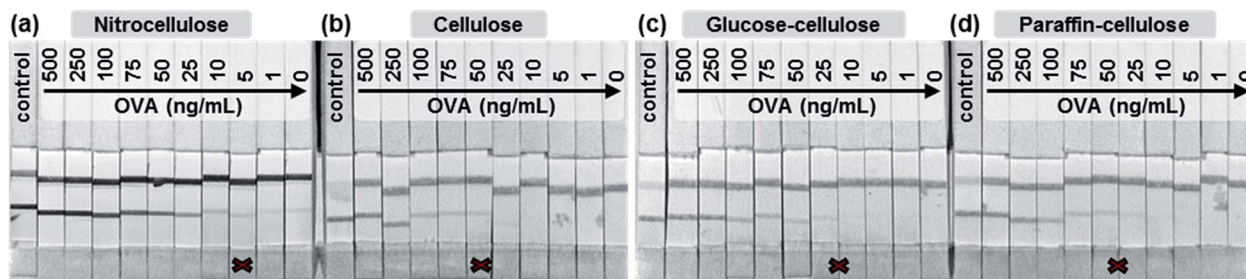 (a) Nitrocellulose (b) Cellulose (c) Glucose-cellulose (d) Paraffin-cellulose
control 500 250 100 75 50 25 10 5 1 0
OVA (ng/mL)
control 500 250 100 75 50 25 10 5 1 0
OVA (ng/mL)
control 500 250 100 75 50 25 10 5 1 0
OVA (ng/mL)
control 500 250 100 75 50 25 10 5 1 0
OVA (ng/mL)